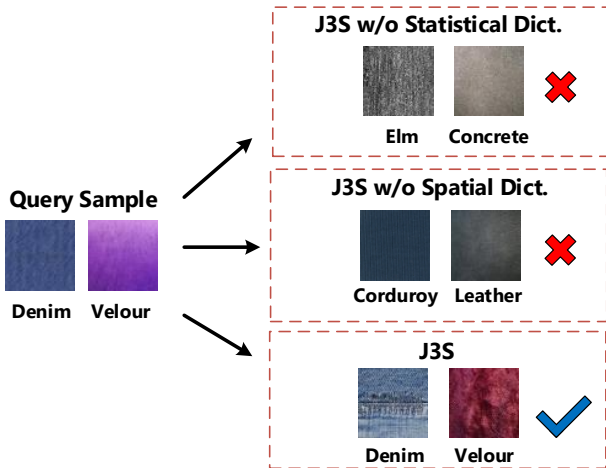 J3S w/o Statistical Dict.
Elm Concrete
Query Sample
Denim Velour
J3S w/o Spatial Dict.
Corduroy Leather
J3S
Denim Velour